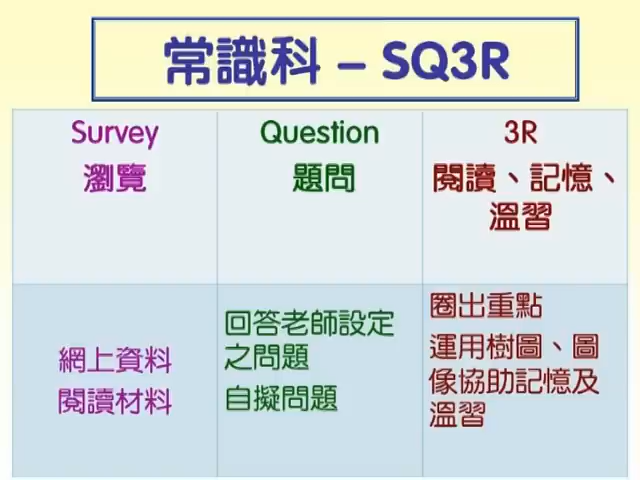 常識科 – SQ3R
Survey
瀏覽
Question
題問
3R
閱讀、記憶、
溫習
網上資料
閱讀材料
回答老師設定
之問題
自擬問題
圈出重點
運用樹圖、圖
像協助記憶及
溫習